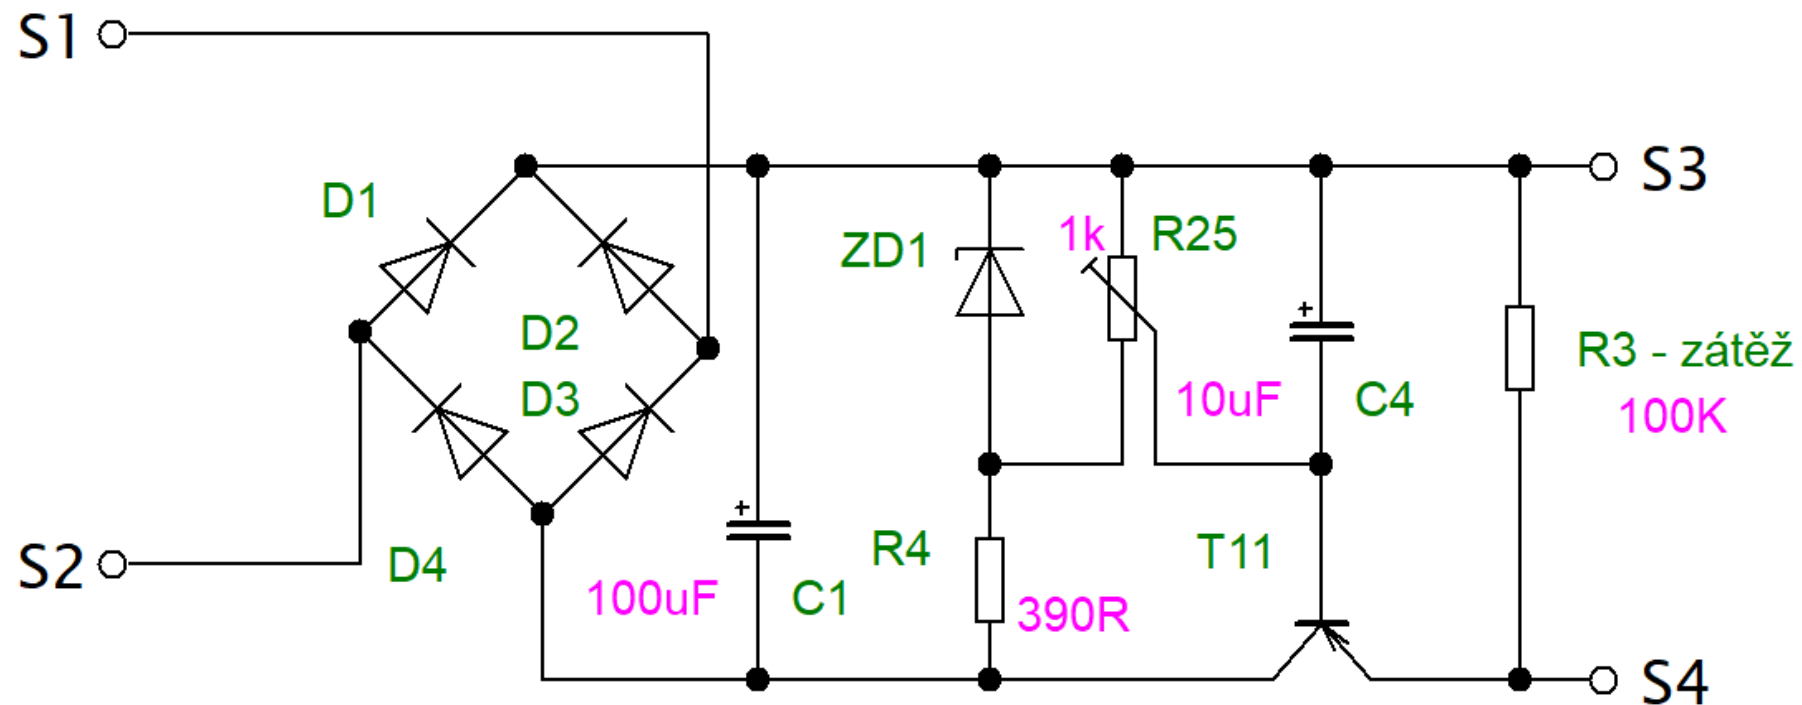 S1
S3
D1
1k
R25
ZD1
D2
D3
10uF
C4
R3 - zátěž
100K
+
+
S2
D4
100uF
C1
R4
390R
T11
S4